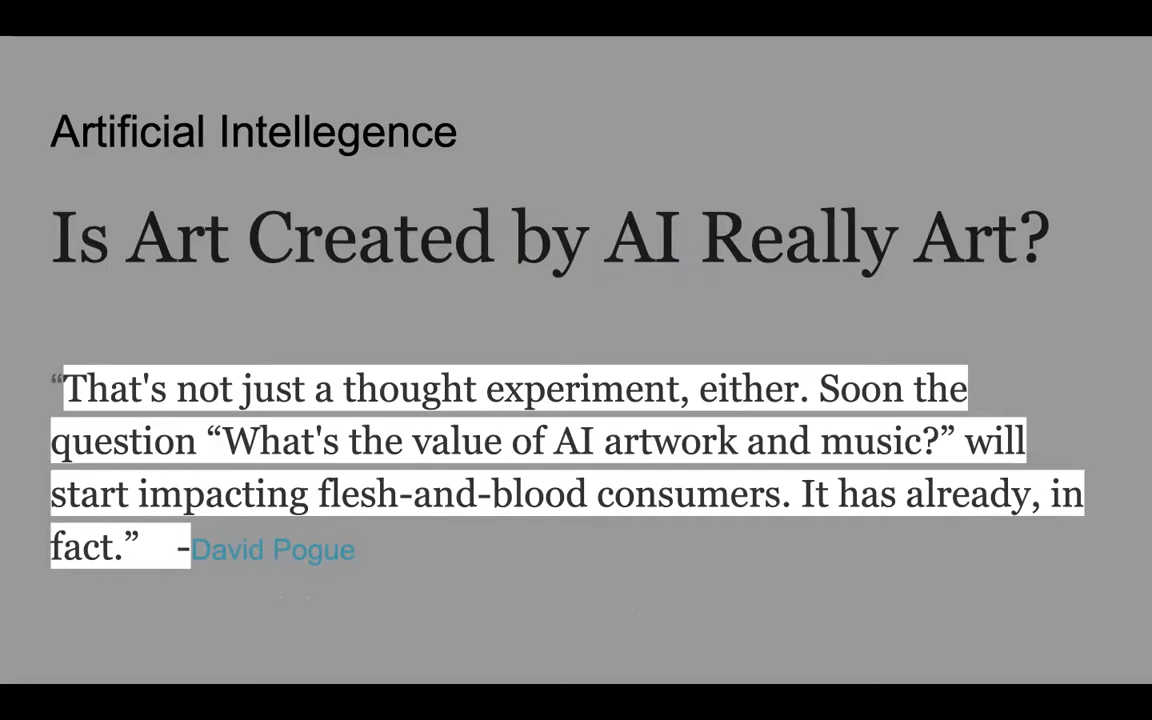 Artificial Intellegence
Is Art Created by AI Really Art?
“That's not just a thought experiment, either. Soon the
question “What's the value of AI artwork and music?” will
start impacting flesh-and-blood consumers. It has already, in
fact.” -David Pogue